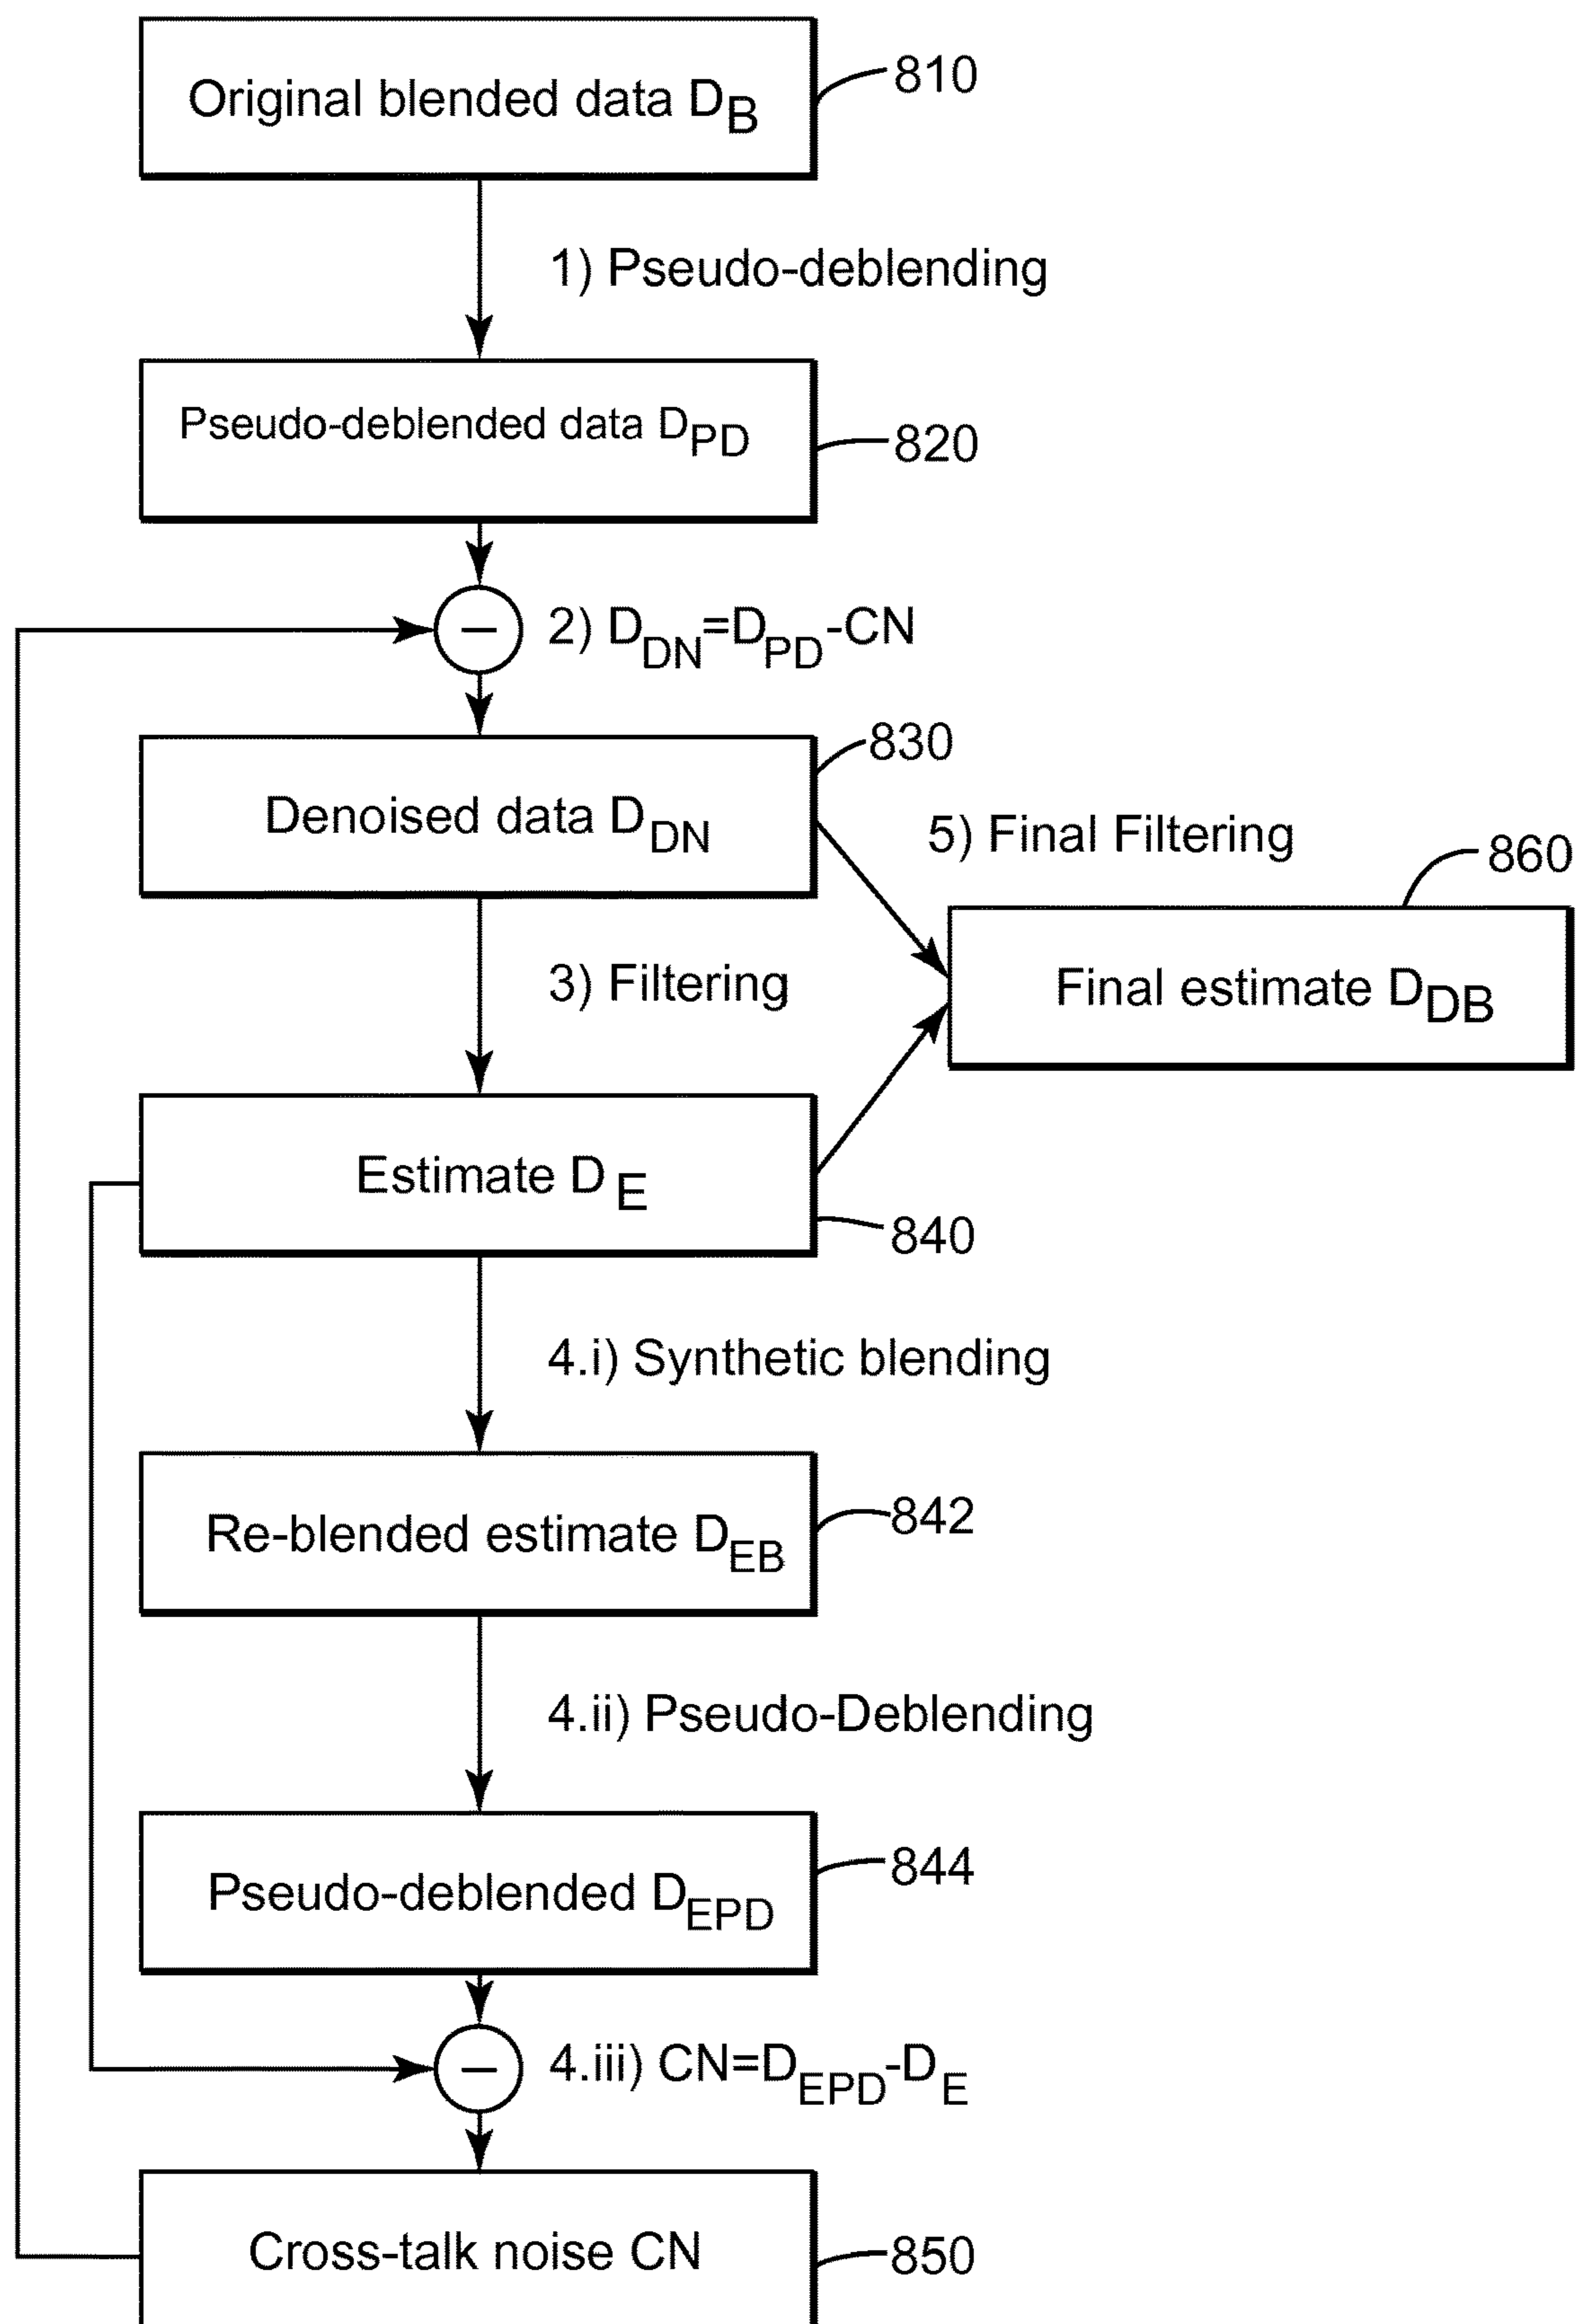 Original blended data DB
810
1) Pseudo-deblending
Pseudo-deblended data DPD
820
2) DDN=DPD-CN
830
Denoised data DDN
5) Final Filtering
860
3) Filtering
Final estimate DDB
Estimate DE
840
4.i) Synthetic blending
842
Re-blended estimate DEB
4.ii) Pseudo-Deblending
844
Pseudo-deblended DEPD
4.iii) CN=DEPD-DE
Cross-talk noise CN
850